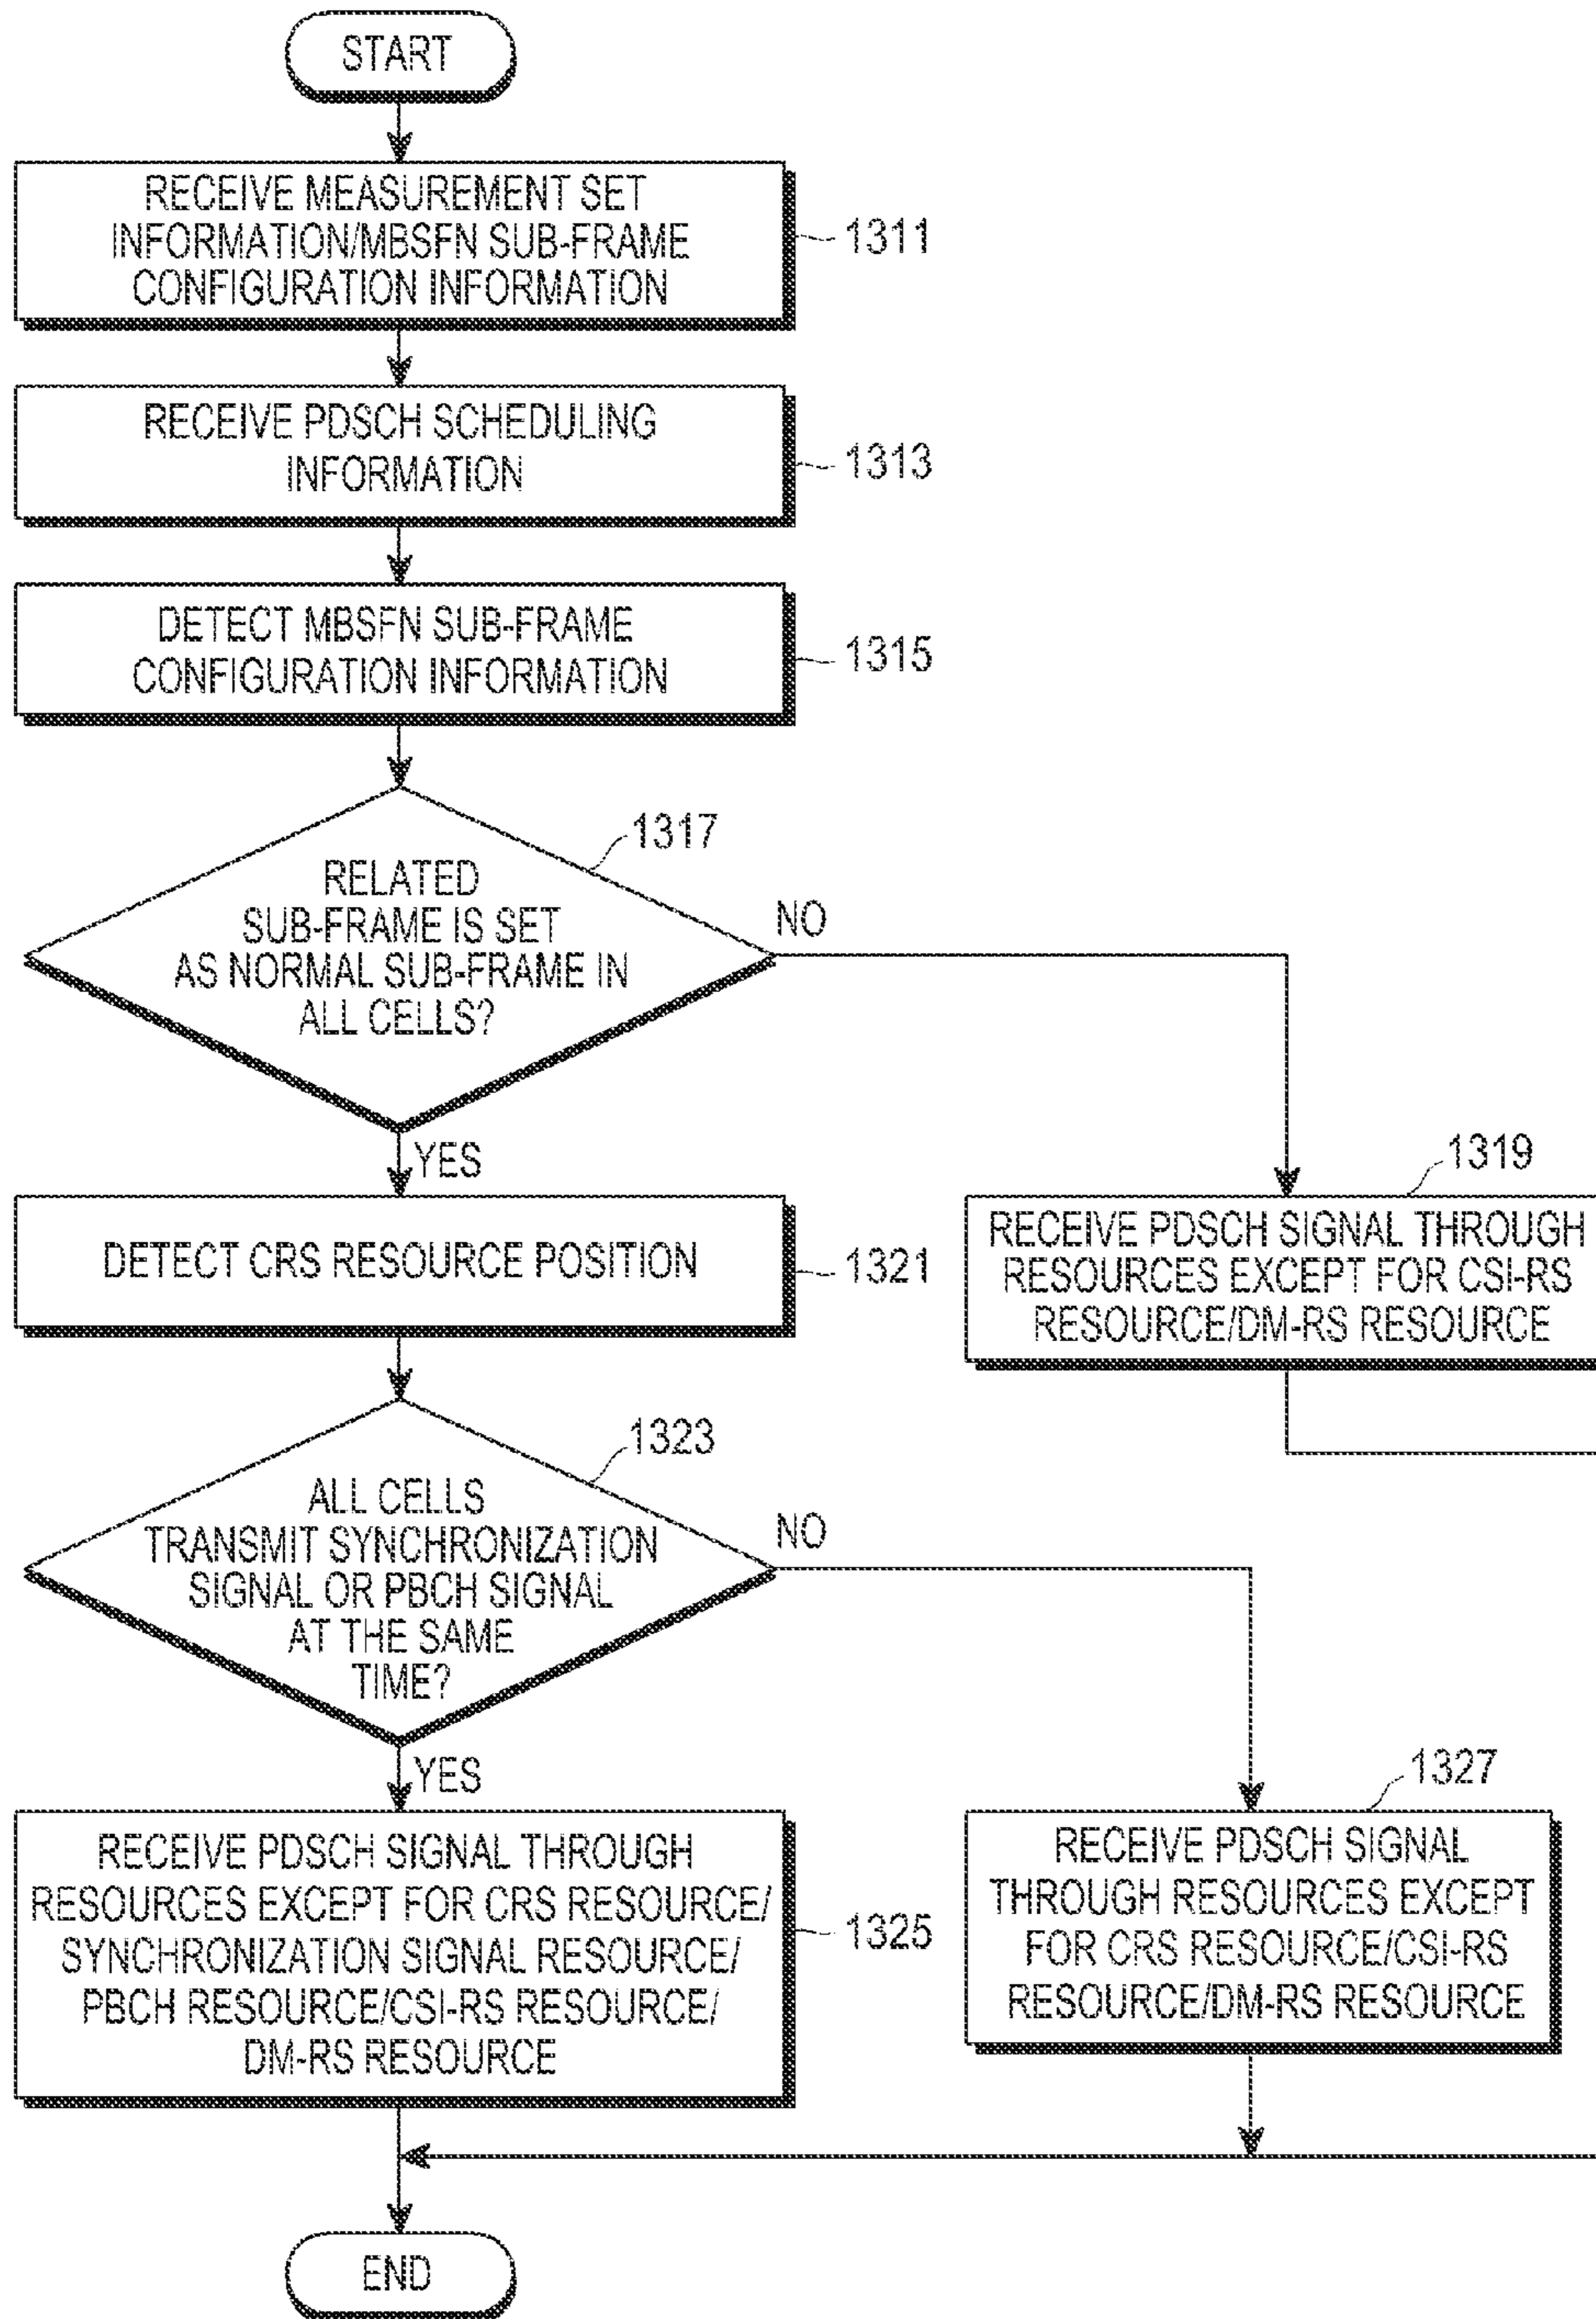 START
RECEIVE MEASUREMENT SET
INFORMATION/MBSFN SUB-FRAME
CONFIGURATION INFORMATION
1311
RECEIVE PDSCH SCHEDULING
INFORMATION
1313
DETECT MBSFN SUB-FRAME
CONFIGURATION INFORMATION
1315
1317
RELATED
SUB-FRAME IS SET
AS NORMAL SUB-FRAME IN
ALL CELLS?
NO
YES
1319
RECEIVE PDSCH SIGNAL THROUGH
RESOURCES EXCEPT FOR CSI-RS
RESOURCE/DM-RS RESOURCE
DETECT CRS RESOURCE POSITION
1321
1323
ALL CELLS
TRANSMIT SYNCHRONIZATION
SIGNAL OR PBCH SIGNAL
AT THE SAME
TIME?
NO
YES
RECEIVE PDSCH SIGNAL THROUGH
RESOURCES EXCEPT FOR CRS RESOURCE/
SYNCHRONIZATION SIGNAL RESOURCE/
PBCH RESOURCE/CSI-RS RESOURCE/
DM-RS RESOURCE
1325
1327
RECEIVE PDSCH SIGNAL
THROUGH RESOURCES EXCEPT
FOR CRS RESOURCE/CSI-RS
RESOURCE/DM-RS RESOURCE
END